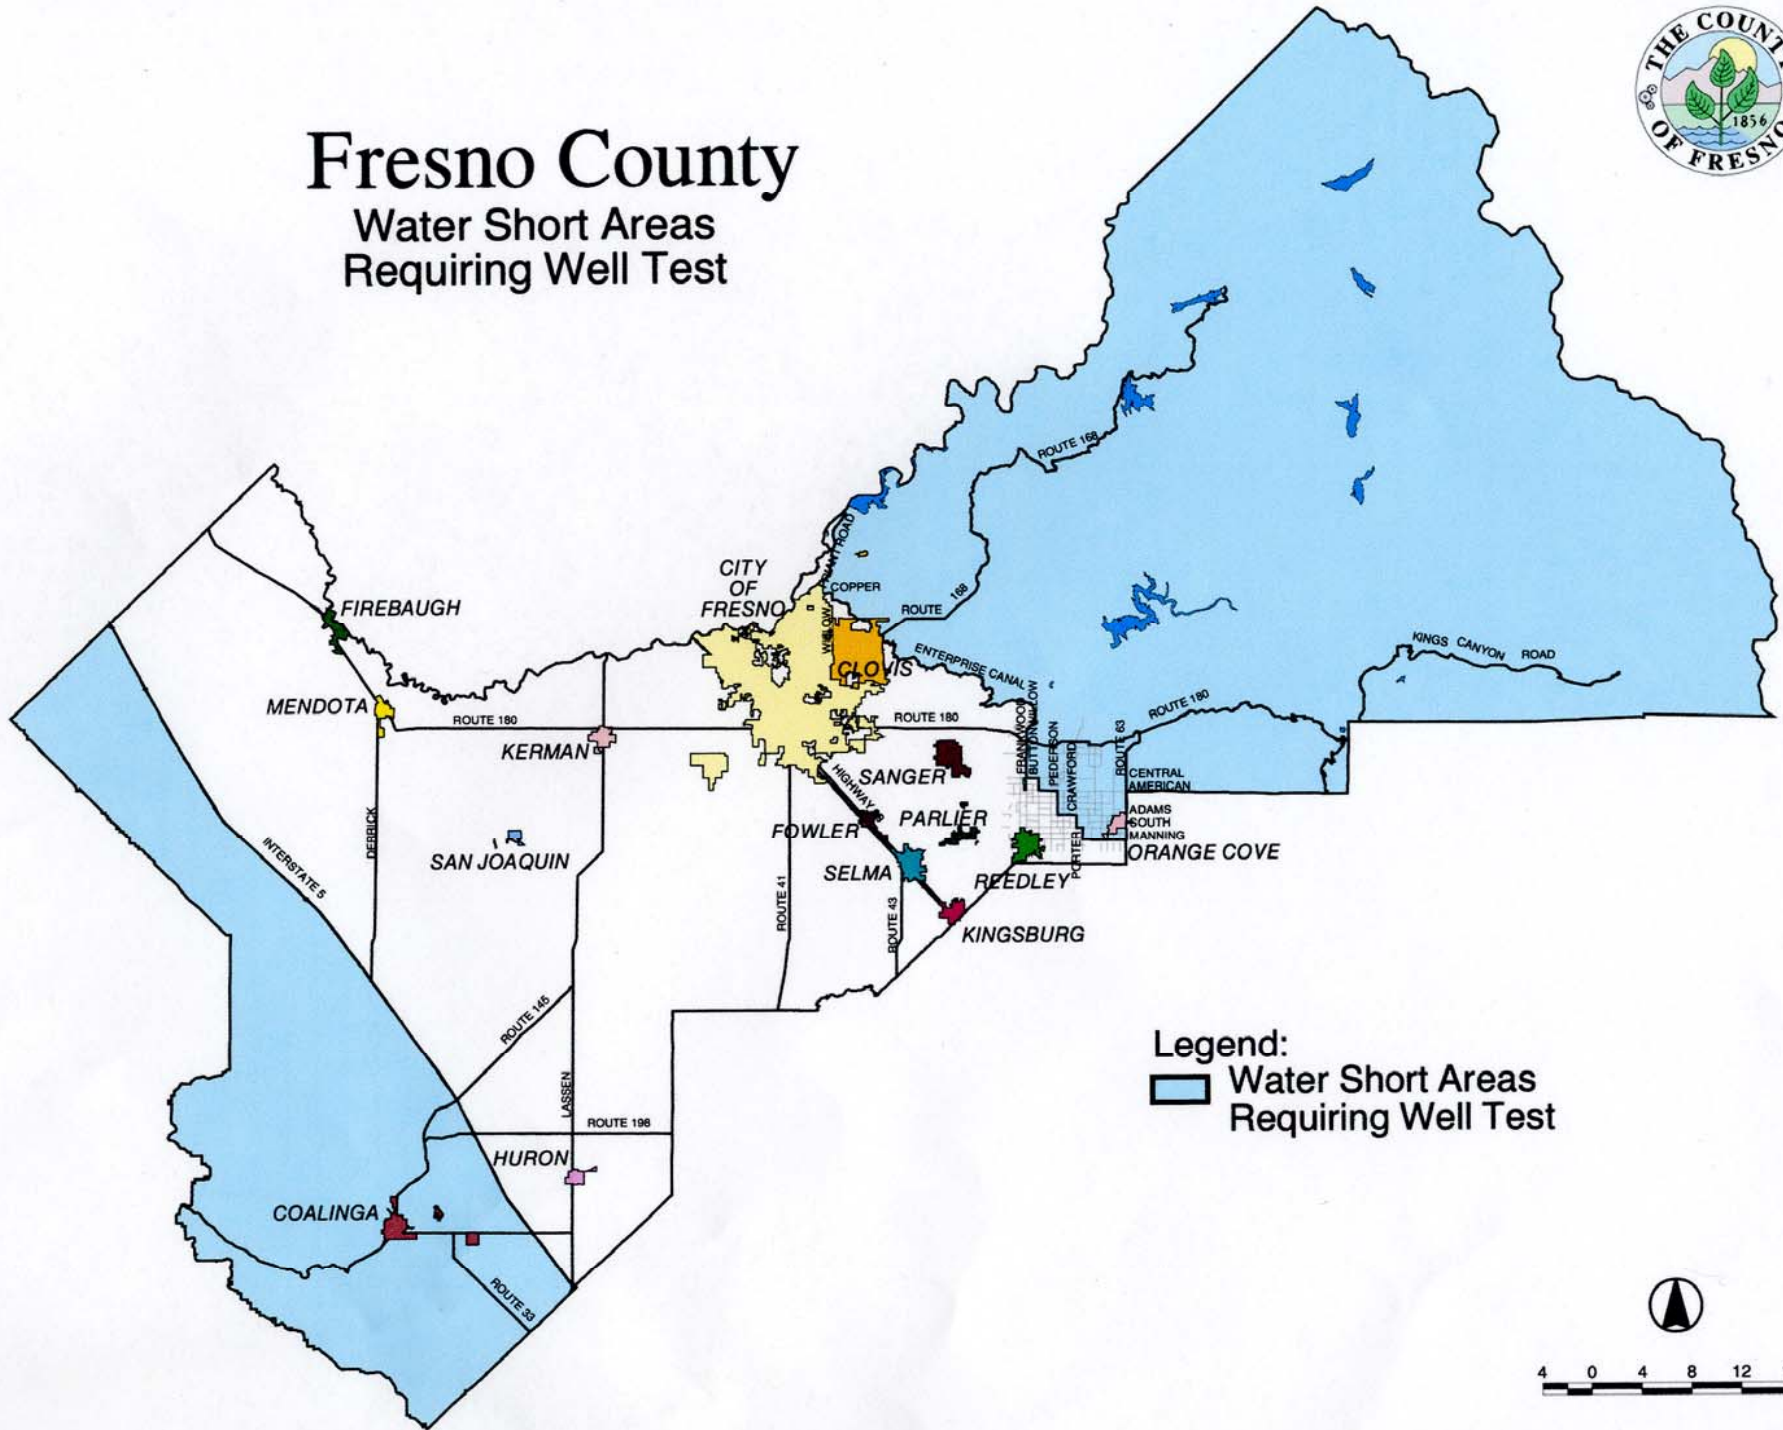 Fresno County
Water Short Areas
Requiring Well Test
THE COUNTY
OF FRESNO
1856
ROUTE 168
FRIANT ROAD
CITY
OF
FRESNO
COPPER
WILLOW
ROUTE 168
FIREBAUGH
CLOVIS
ENTERPRISE CANAL
KINGS CANYON ROAD
MENDOTA
ROUTE 180
KERMAN
ROUTE 180
FRANKWOOD
BUTTONWILLOW
PEDERSON
CRAWFORD
ROUTE 63
ROUTE 180
SANGER
HIGHWAY
CENTRAL
AMERICAN
ADAMS
SOUTH
MANNING
DERRICK
SAN JOAQUIN
FOWLER
PARLIER
ORANGE COVE
PORTER
INTERSTATE 5
SELMA
REEDLEY
ROUTE 41
ROUTE 43
KINGSBURG
ROUTE 145
LASSEN
ROUTE 198
HURON
COALINGA
ROUTE 33
Legend:
Water Short Areas
Requiring Well Test
4 0 4 8 12